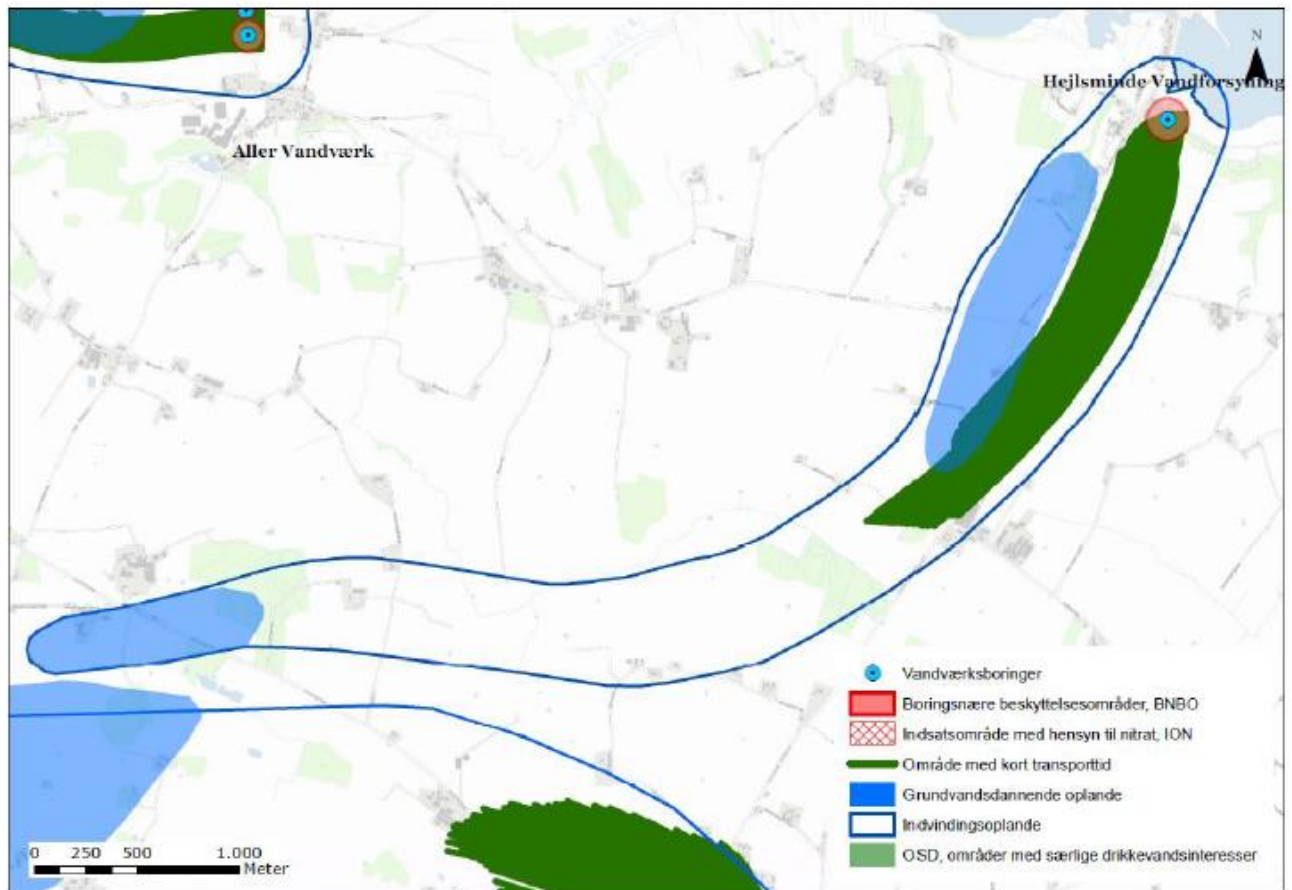 N
Hejlsminde Vandforsyning
Aller Vandværk
Vandværksboringer
Boringsnære beskyttelsesområder, BNBO
Indsatsområde med hensyn til nitrat, ION
Område med kort transporttid
Grundvandsdannende oplande
Indvindingsoplande
OSD, områder med særlige drikkevandsinteresser
0 250 500 1.000
Meter